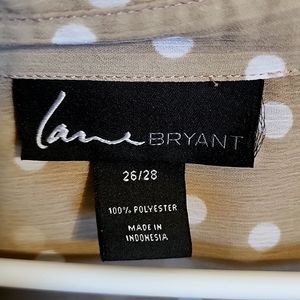 Lane BRYANT
26/28
100% POLYESTER
MADE IN
INDONESIA